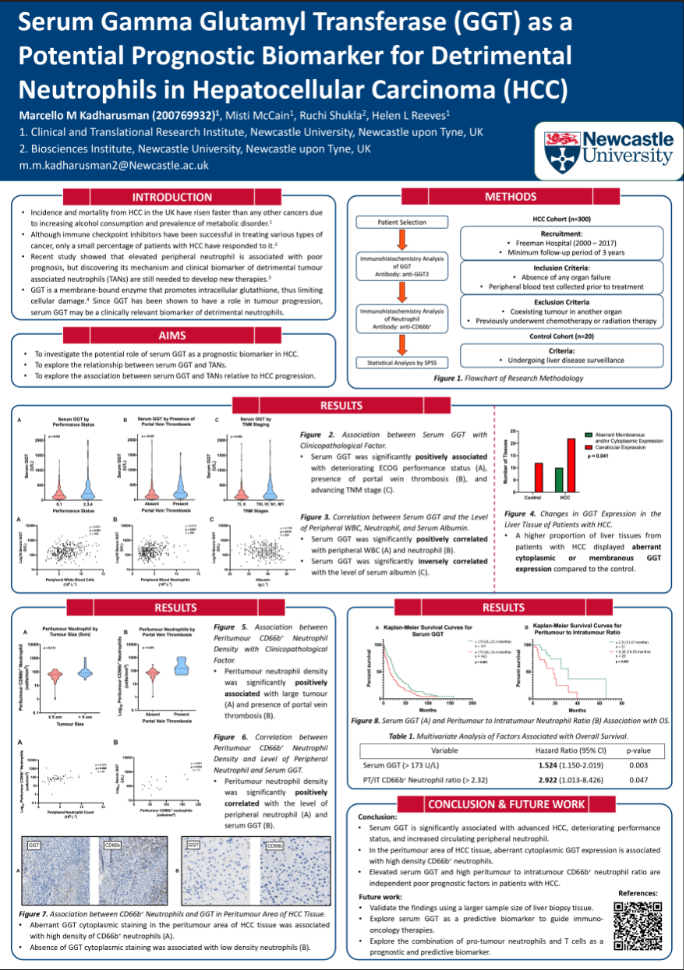 Serum Gamma Glutamyl Transferase (GGT) as a
Potential Prognostic Biomarker for Detrimental
Neutrophils in Hepatocellular Carcinoma (HCC)
Marcello M Kadharusman (200769932)¹, Misti McCain¹, Ruchi Shukla², Helen L Reeves¹
1. Clinical and Translational Research Institute, Newcastle University, Newcastle upon Tyne, UK
2. Biosciences Institute, Newcastle University, Newcastle upon Tyne, UK
m.m.kadharusman2@Newcastle.ac.uk
Newcastle
University
INTRODUCTION
• Incidence and mortality from HCC in the UK have risen faster than any other cancers due
to increasing alcohol consumption and prevalence of metabolic disorder.¹
• Although immune checkpoint inhibitors have been successful in treating various types of
cancer, only a small percentage of patients with HCC have responded to it.²
• Recent study showed that elevated peripheral neutrophil is associated with poor
prognosis, but discovering its mechanism and clinical biomarker of detrimental tumour
associated neutrophils (TANs) are still needed to develop new therapies.³
• GGT is a membrane-bound enzyme that promotes intracellular glutathione, thus limiting
cellular damage.⁴ Since GGT has been shown to have a role in tumour progression,
serum GGT may be a clinically relevant biomarker of detrimental neutrophils.
AIMS
• To investigate the potential role of serum GGT as a prognostic biomarker in HCC.
• To explore the relationship between serum GGT and TANs.
• To explore the association between serum GGT and TANs relative to HCC progression.
METHODS
Patient Selection
Immunohistochemistry Analysis
of GGT
Antibody: anti-GGT2
Immunohistochemistry Analysis
of Neutrophil
Antibody: anti-CD66b⁺
Statistical Analysis by SPSS
HCC Cohort (n=300)
Recruitment:
• Freeman Hospital (2000 – 2017)
• Minimum follow-up period of 3 years
Inclusion Criteria:
• Absence of any organ failure
• Peripheral blood test collected prior to treatment
Exclusion Criteria
• Coexisting tumour in another organ
• Previously underwent chemotherapy or radiation therapy
Control Cohort (n=20)
Criteria:
• Undergoing liver disease surveillance
Figure 1. Flowchart of Research Methodology
RESULTS
A Serum GGT by
Performance Status
Serum GGT
(U/L)
0,1 2,3,4
Performance Status
B Serum GGT by Presence of
Portal Vein Thrombosis
Absent Present
Portal Vein Thrombosis
C Serum GGT by
TNM Staging
TNM Stages
A
Peripheral White Blood Cells
B
Peripheral Blood Neutrophils
C
Albumin
Figure 2. Association between Serum GGT with
Clinicopathological Factor.
• Serum GGT was significantly positively associated
with deteriorating ECOG performance status (A),
presence of portal vein thrombosis (B), and
advancing TNM stage (C).
Figure 3. Correlation between Serum GGT and the Level
of Peripheral WBC, Neutrophil, and Serum Albumin.
• Serum GGT was significantly positively correlated
with peripheral WBC (A) and neutrophil (B).
• Serum GGT was significantly inversely correlated
with the level of serum albumin (C).
Number of Tissues
25
20
15
10
5
0
Control HCC
Aberrant Membranous
and/or Cytoplasmic Expression
Canalicular Expression
p = 0.041
Figure 4. Changes in GGT Expression in the
Liver Tissue of Patients with HCC.
• A higher proportion of liver tissues from
patients with HCC displayed aberrant
cytoplasmic or membranous GGT
expression compared to the control.
RESULTS
A Peritumour Neutrophil by
Tumour Size (5cm)
≤ 5 cm > 5 cm
Tumour Size
B Peritumour Neutrophils by
Portal Vein Thrombosis
Absent Present
Portal Vein Thrombosis
Figure 5. Association between
Peritumour CD66b⁺ Neutrophil
Density with Clinicopathological
Factor.
• Peritumour neutrophil density
was significantly positively
associated with large tumour
(A) and presence of portal vein
thrombosis (B).
A
Peripheral Neutrophil Count
B
Peritumour CD66b⁺ neutrophils
Figure 6. Correlation between
Peritumour CD66b⁺ Neutrophil
Density and Level of Peripheral
Neutrophil and Serum GGT.
• Peritumour neutrophil density
was significantly positively
correlated with the level of
peripheral neutrophil (A) and
serum GGT (B).
A GGT CD66b
B GGT CD66b
Figure 7. Association between CD66b⁺ Neutrophils and GGT in Peritumour Area of HCC Tissue.
• Aberrant GGT cytoplasmic staining in the peritumour area of HCC tissue was associated
with high density of CD66b⁺ neutrophils (A).
• Absence of GGT cytoplasmic staining was associated with low density neutrophils (B).
RESULTS
A Kaplan-Meier Survival Curves for
Serum GGT
Percent survival
100
50
0
0 50 100 150 200
Months
B Kaplan-Meier Survival Curves for
Peritumour to Intratumour Ratio
Percent survival
100
50
0
0 20 40 60 80
Months
Figure 8. Serum GGT (A) and Peritumour to Intratumour Neutrophil Ratio (B) Association with OS.
Table 1. Multivariate Analysis of Factors Associated with Overall Survival.
Variable Hazard Ratio (95% CI) p-value
Serum GGT (> 173 U/L) 1.524 (1.150-2.019) 0.003
PT/IT CD66b⁺ Neutrophil ratio (> 2.32) 2.922 (1.013-8.426) 0.047
CONCLUSION & FUTURE WORK
Conclusion:
• Serum GGT is significantly associated with advanced HCC, deteriorating performance
status, and increased circulating peripheral neutrophil.
• In the peritumour area of HCC tissue, aberrant cytoplasmic GGT expression is associated
with high density CD66b⁺ neutrophils.
• Elevated serum GGT and high peritumour to intratumour CD66b⁺ neutrophil ratio are
independent poor prognostic factors in patients with HCC.
Future work:
• Validate the findings using a larger sample size of liver biopsy tissue.
• Explore serum GGT as a predictive biomarker to guide immuno-
oncology therapies.
• Explore the combination of pro-tumour neutrophils and T cells as a
prognostic and predictive biomarker.
References: